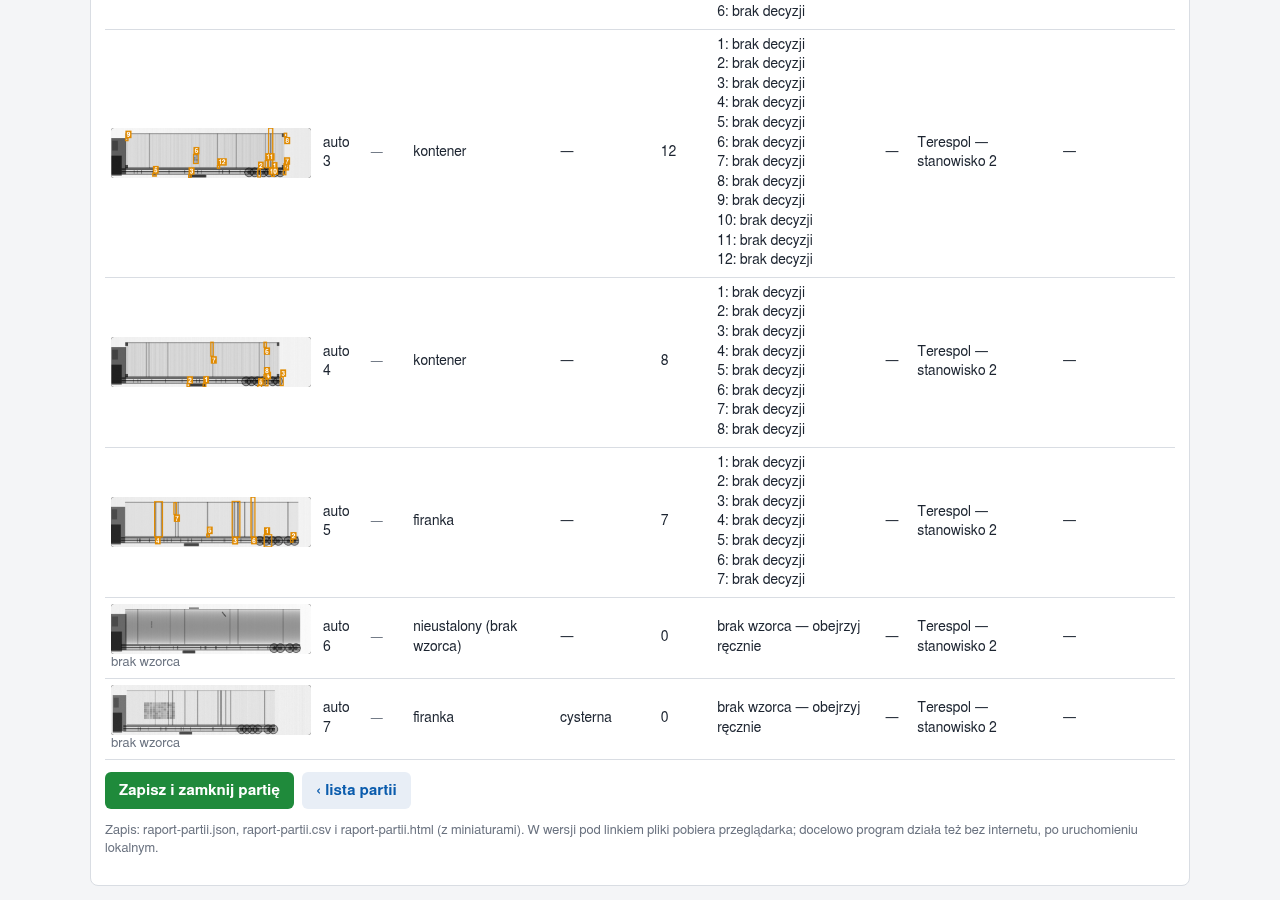 6: brak decyzji
auto 3
—
kontener
—
12
1: brak decyzji
2: brak decyzji
3: brak decyzji
4: brak decyzji
5: brak decyzji
6: brak decyzji
7: brak decyzji
8: brak decyzji
9: brak decyzji
10: brak decyzji
11: brak decyzji
12: brak decyzji
—
Terespol —
stanowisko 2
—
auto 4
—
kontener
—
8
1: brak decyzji
2: brak decyzji
3: brak decyzji
4: brak decyzji
5: brak decyzji
6: brak decyzji
7: brak decyzji
8: brak decyzji
—
Terespol —
stanowisko 2
—
auto 5
—
firanka
—
7
1: brak decyzji
2: brak decyzji
3: brak decyzji
4: brak decyzji
5: brak decyzji
6: brak decyzji
7: brak decyzji
—
Terespol —
stanowisko 2
—
brak wzorca
auto 6
—
nieustalony (brak
wzorca)
—
0
brak wzorca — obejrzyj
ręcznie
—
Terespol —
stanowisko 2
—
brak wzorca
auto 7
—
firanka
cysterna
0
brak wzorca — obejrzyj
ręcznie
—
Terespol —
stanowisko 2
—
Zapisz i zamknij partię
‹ lista partii
Zapis: raport-partii.json, raport-partii.csv i raport-partii.html (z miniaturami). W wersji pod linkiem pliki pobiera przeglądarka; docelowo program działa też bez internetu, po uruchomieniu
lokalnym.